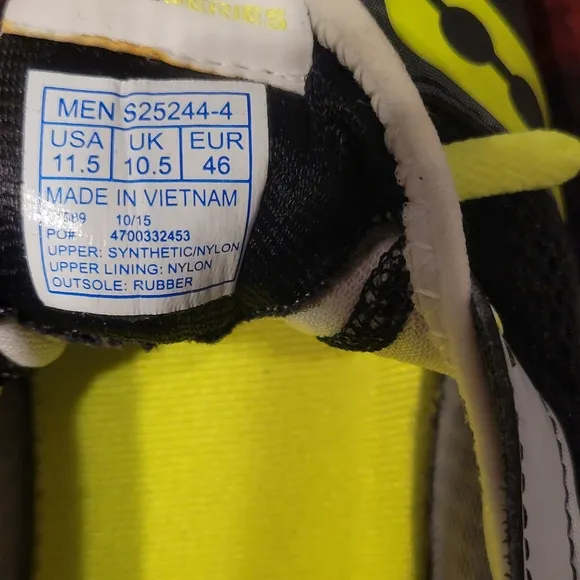 SERIES
MEN S25244-4
USA UK EUR
11.5 10.5 46
MADE IN VIETNAM
10/15
PO# 4700332453
UPPER: SYNTHETIC/NYLON
UPPER LINING: NYLON
OUTSOLE: RUBBER